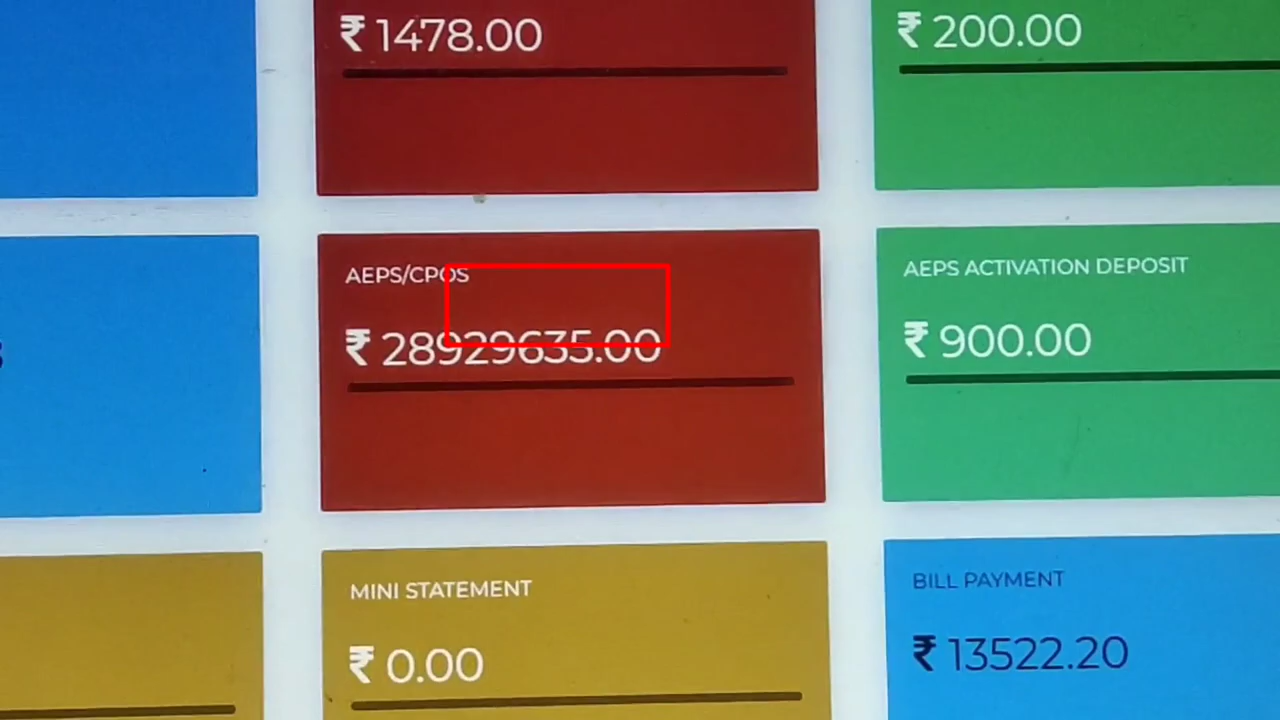 ₹ 1478.00
₹ 200.00
AEPS/CPOS
₹ 28929635.00
AEPS ACTIVATION DEPOSIT
₹ 900.00
MINI STATEMENT
₹ 0.00
BILL PAYMENT
₹ 13522.20